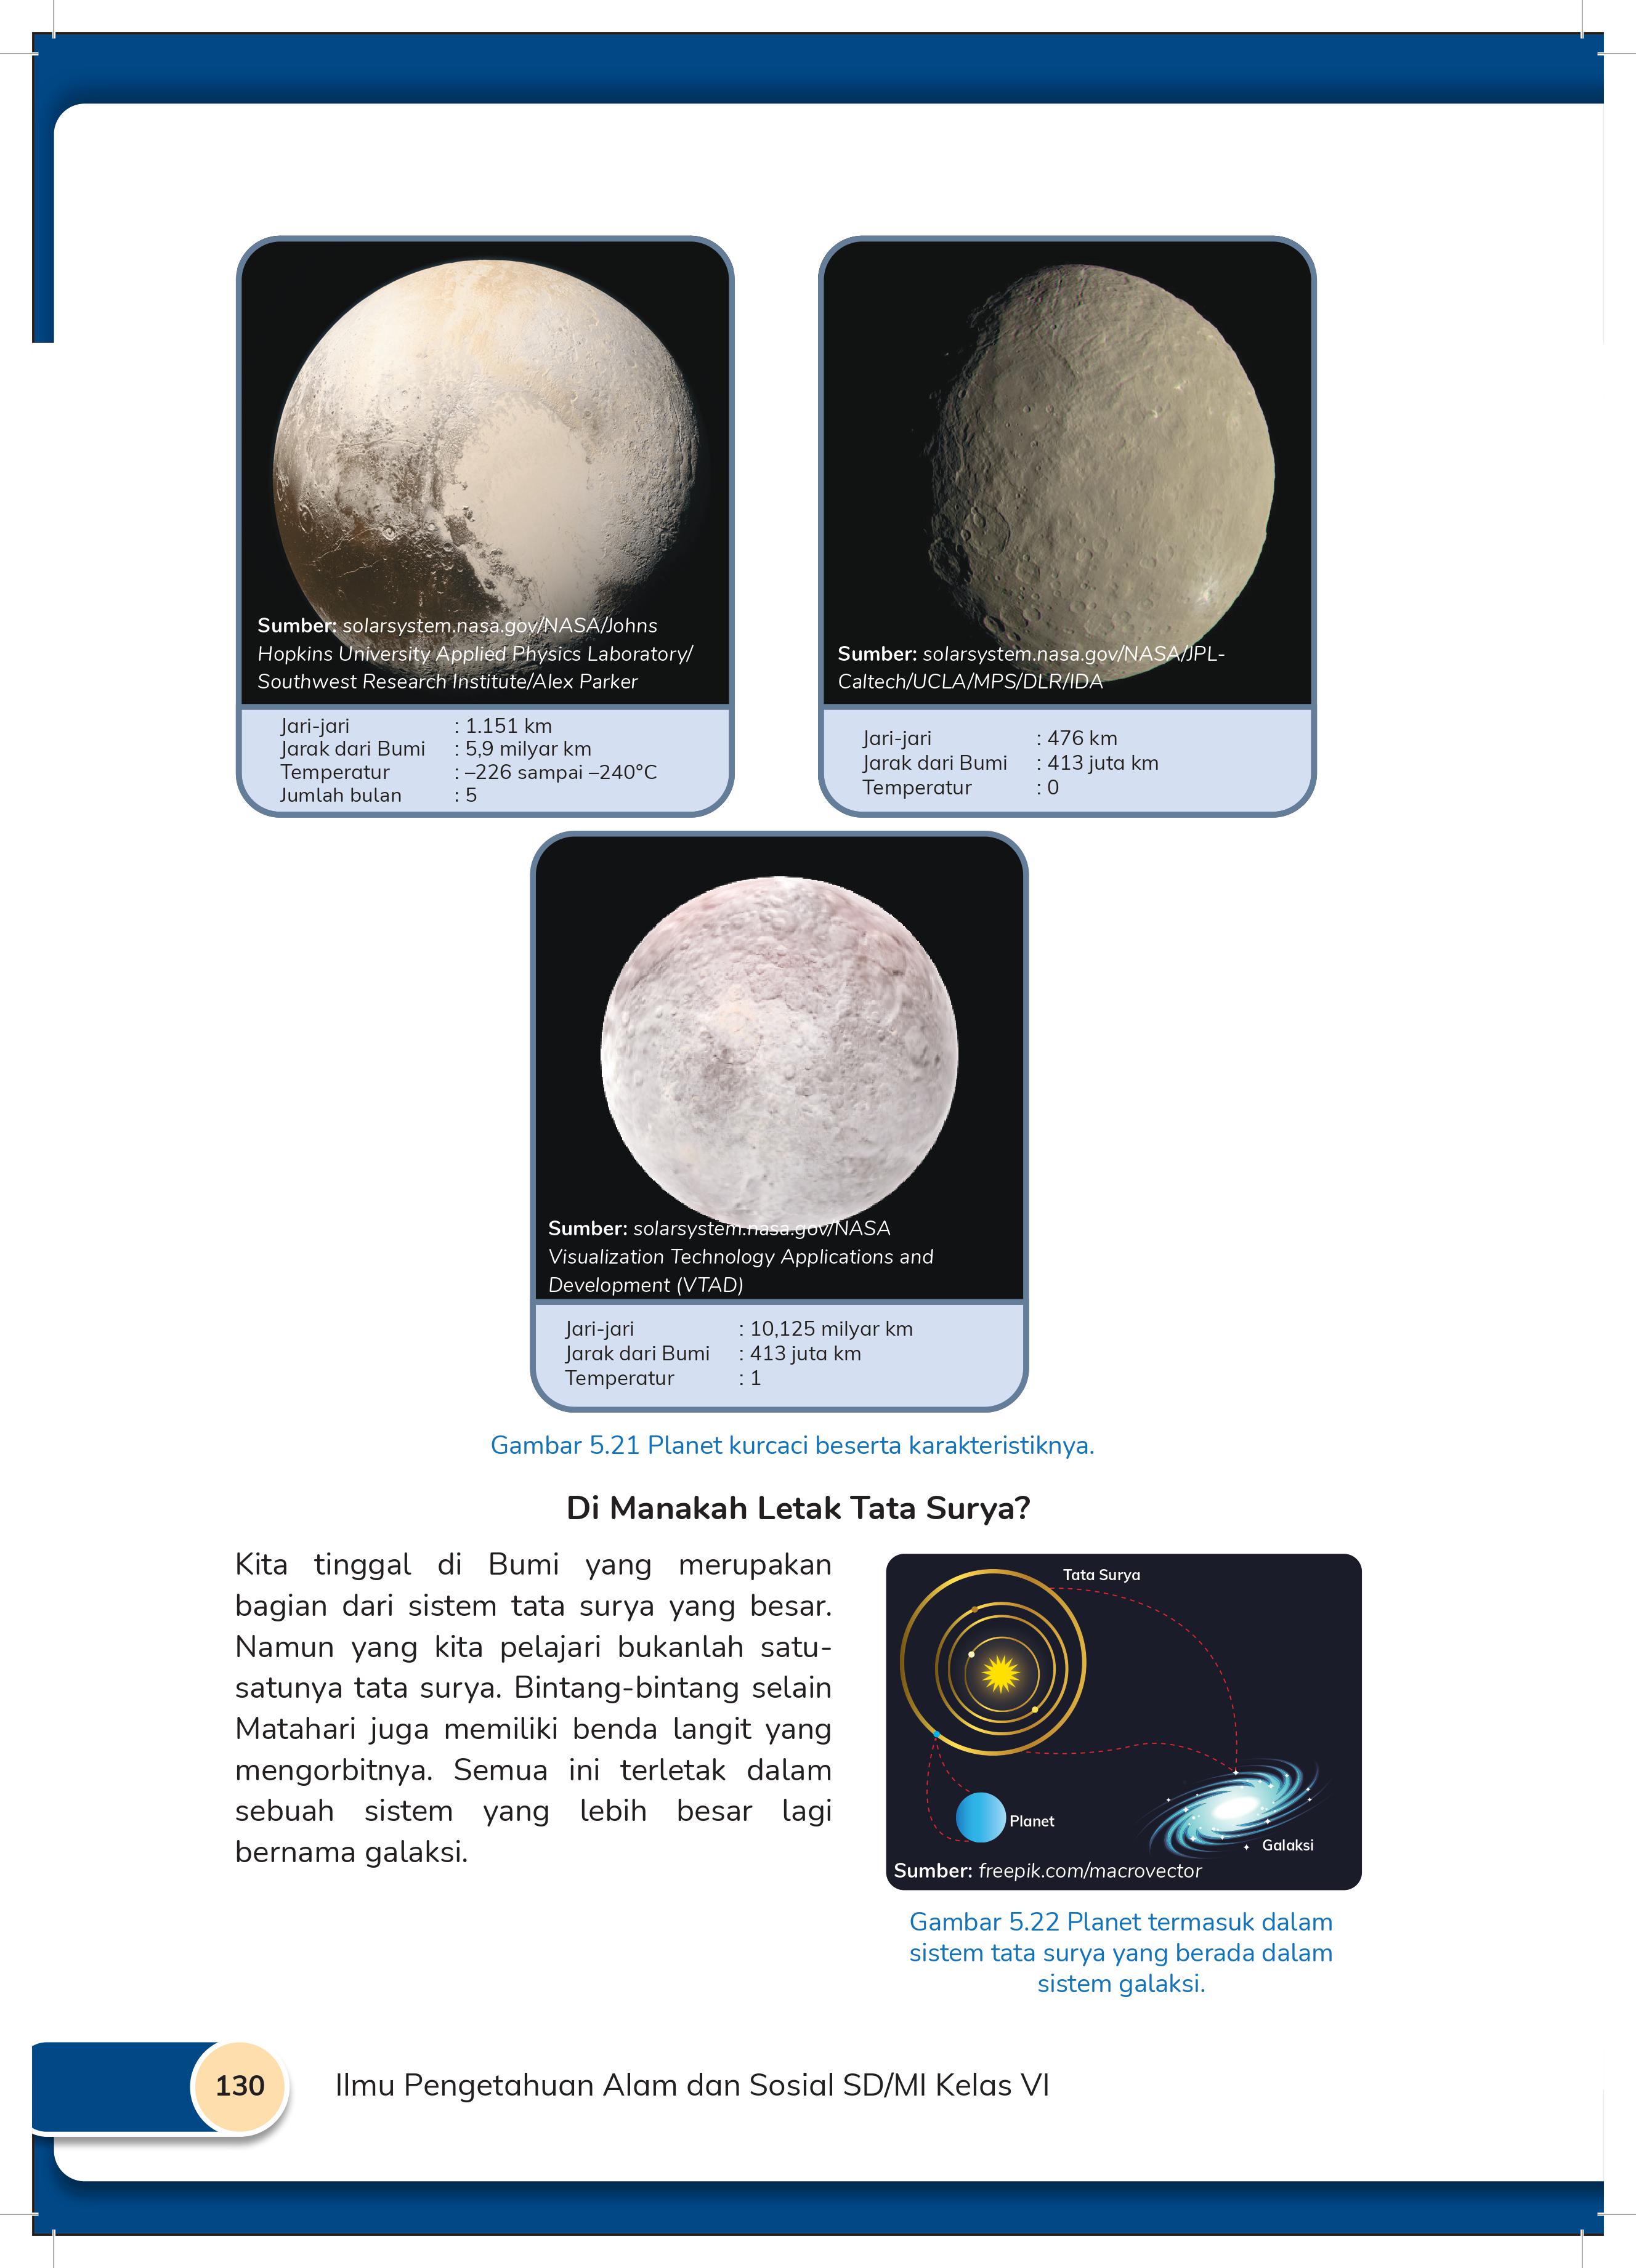 Sumber: solarsystem.nasa.gov/NASA/Johns
Hopkins University Applied Physics Laboratory/
Southwest Research Institute/Alex Parker
Jari-jari : 1.151 km
Jarak dari Bumi : 5,9 milyar km
Temperatur : –226 sampai –240°C
Jumlah bulan : 5
Sumber: solarsystem.nasa.gov/NASA/JPL-
Caltech/UCLA/MPS/DLR/IDA
Jari-jari : 476 km
Jarak dari Bumi : 413 juta km
Temperatur : 0
Sumber: solarsystem.nasa.gov/NASA
Visualization Technology Applications and
Development (VTAD)
Jari-jari : 10,125 milyar km
Jarak dari Bumi : 413 juta km
Temperatur : 1
Gambar 5.21 Planet kurcaci beserta karakteristiknya.
Di Manakah Letak Tata Surya?
Kita tinggal di Bumi yang merupakan
bagian dari sistem tata surya yang besar.
Namun yang kita pelajari bukanlah satu-
satunya tata surya. Bintang-bintang selain
Matahari juga memiliki benda langit yang
mengorbitnya. Semua ini terletak dalam
sebuah sistem yang lebih besar lagi
bernama galaksi.
Tata Surya
Planet
Galaksi
Sumber: freepik.com/macrovector
Gambar 5.22 Planet termasuk dalam
sistem tata surya yang berada dalam
sistem galaksi.
130
Ilmu Pengetahuan Alam dan Sosial SD/MI Kelas VI